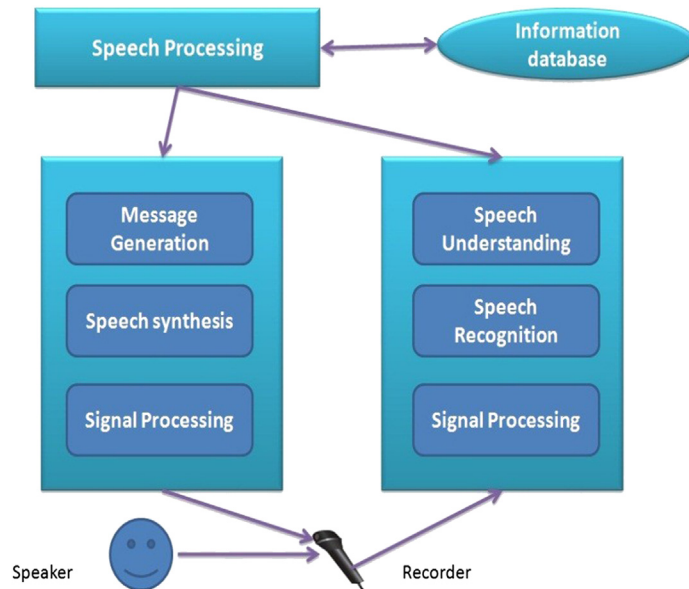 Speech Processing
Information
database
Message
Generation
Speech synthesis
Signal Processing
Speech
Understanding
Speech
Recognition
Signal Processing
Speaker
Recorder